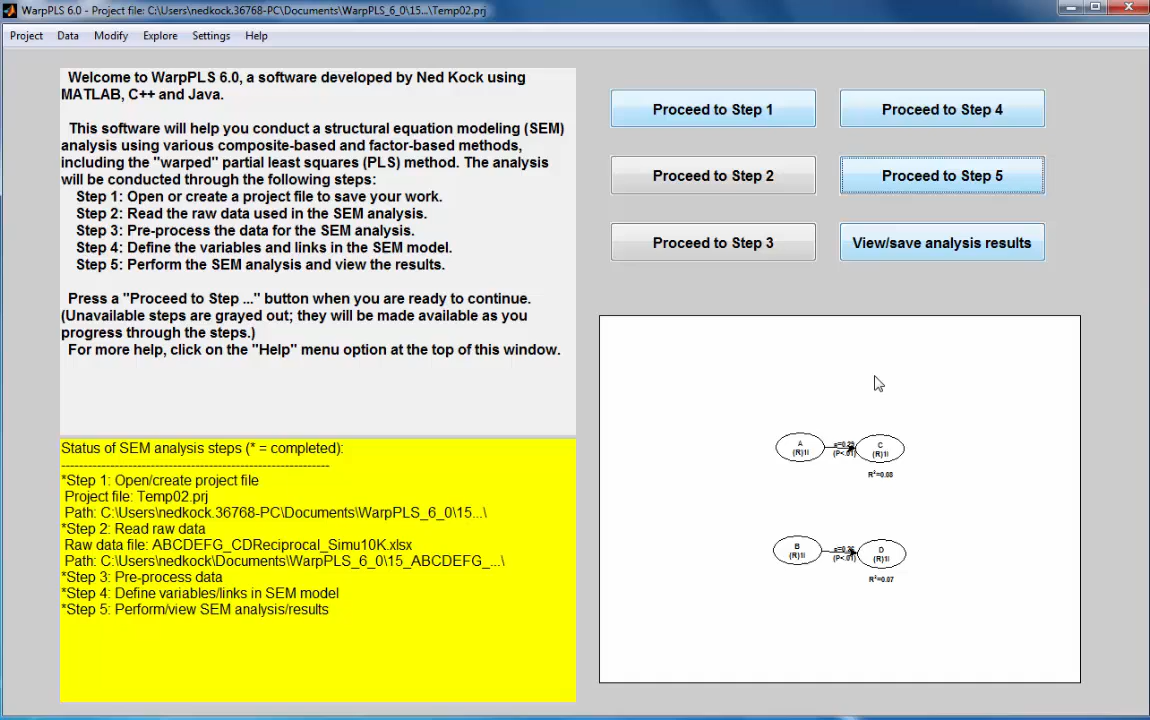 WarpPLS 6.0 - Project file: C:\Users\nedkock.36768-PC\Documents\WarpPLS_6_0\15...\Temp02.prj
Project Data Modify Explore Settings Help
Welcome to WarpPLS 6.0, a software developed by Ned Kock using
MATLAB, C++ and Java.
This software will help you conduct a structural equation modeling (SEM)
analysis using various composite-based and factor-based methods,
including the "warped" partial least squares (PLS) method. The analysis
will be conducted through the following steps:
Step 1: Open or create a project file to save your work.
Step 2: Read the raw data used in the SEM analysis.
Step 3: Pre-process the data for the SEM analysis.
Step 4: Define the variables and links in the SEM model.
Step 5: Perform the SEM analysis and view the results.
Press a "Proceed to Step ..." button when you are ready to continue.
(Unavailable steps are grayed out; they will be made available as you
progress through the steps.)
For more help, click on the "Help" menu option at the top of this window.
Status of SEM analysis steps (* = completed):
------------------------------------------------------------
*Step 1: Open/create project file
Project file: Temp02.prj
Path: C:\Users\nedkock.36768-PC\Documents\WarpPLS_6_0\15...\
*Step 2: Read raw data
Raw data file: ABCDEFG_CDReciprocal_Simu10K.xlsx
Path: C:\Users\nedkock\Documents\WarpPLS_6_0\15_ABCDEFG_...\
*Step 3: Pre-process data
*Step 4: Define variables/links in SEM model
*Step 5: Perform/view SEM analysis/results
Proceed to Step 1
Proceed to Step 4
Proceed to Step 2
Proceed to Step 5
Proceed to Step 3
View/save analysis results
A
(R)1i
(P<.01)
C
(R)1i
R²=0.08
B
(R)1i
(P<.01)
D
(R)1i
R²=0.07